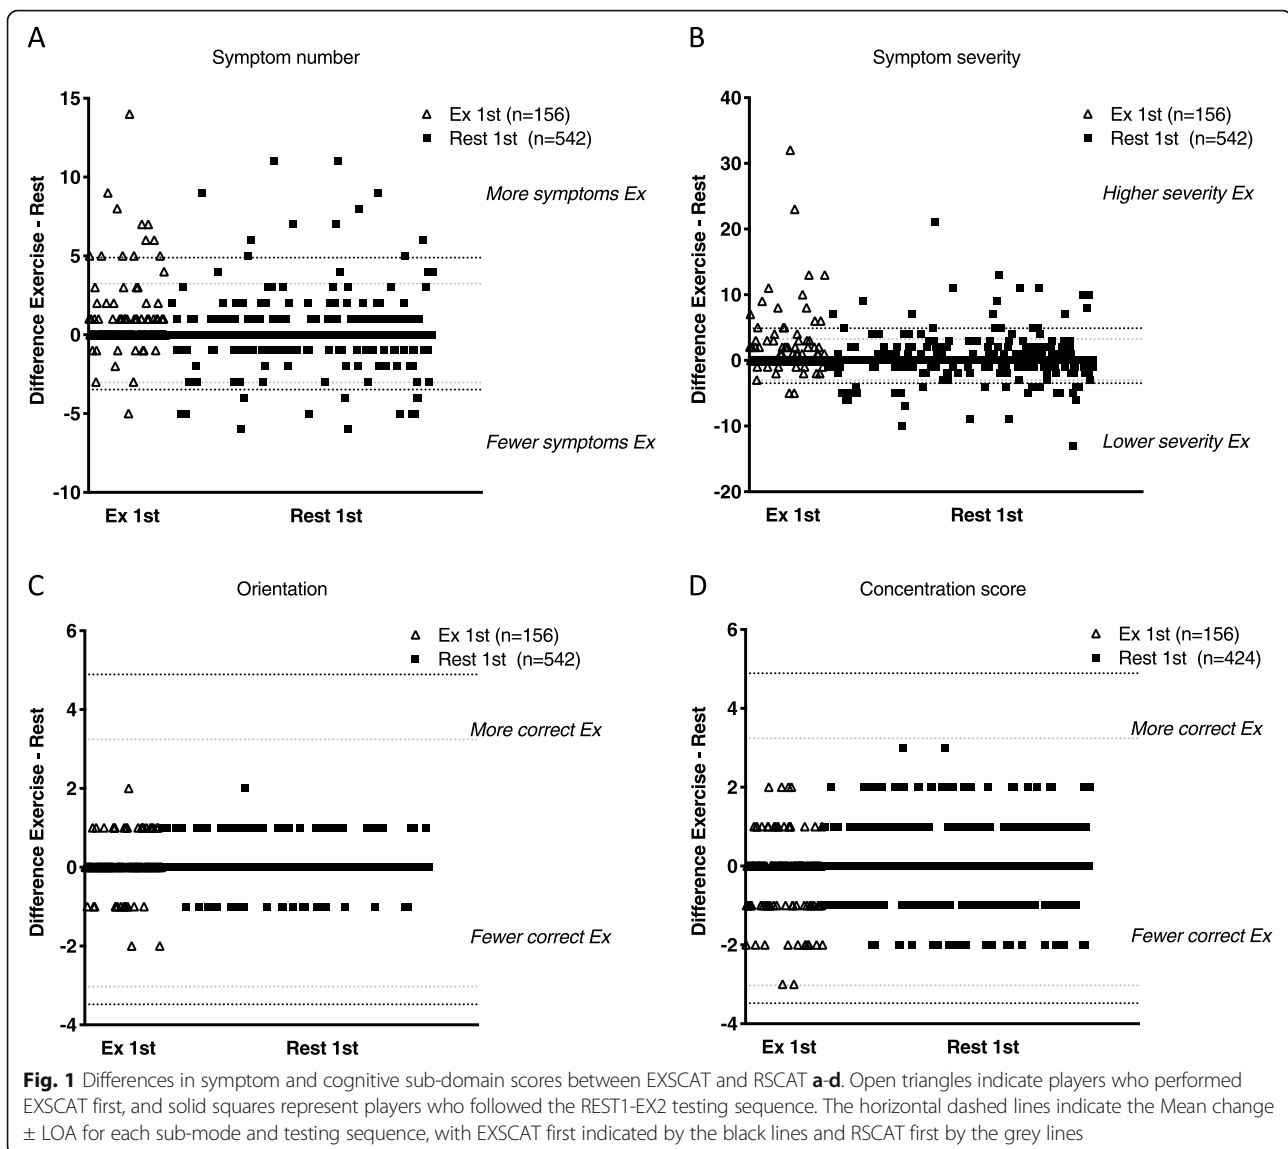 A
Symptom number
15
10
5
0
-5
-10
Difference Exercise - Rest
Ex 1st (n=156)
Rest 1st (n=542)
More symptoms Ex
Fewer symptoms Ex
Ex 1st
Rest 1st
B
Symptom severity
40
30
20
10
0
-10
-20
Difference Exercise - Rest
Ex 1st (n=156)
Rest 1st (n=542)
Higher severity Ex
Lower severity Ex
Ex 1st
Rest 1st
C
Orientation
6
4
2
0
-2
-4
Difference Exercise - Rest
Ex 1st (n=156)
Rest 1st (n=542)
More correct Ex
Fewer correct Ex
Ex 1st
Rest 1st
D
Concentration score
6
4
2
0
-2
-4
Difference Exercise - Rest
Ex 1st (n=156)
Rest 1st (n=424)
More correct Ex
Fewer correct Ex
Ex 1st
Rest 1st
Fig. 1 Differences in symptom and cognitive sub-domain scores between EXSCAT and RSCAT a-d. Open triangles indicate players who performed
EXSCAT first, and solid squares represent players who followed the REST1-EX2 testing sequence. The horizontal dashed lines indicate the Mean change
± LOA for each sub-mode and testing sequence, with EXSCAT first indicated by the black lines and RSCAT first by the grey lines